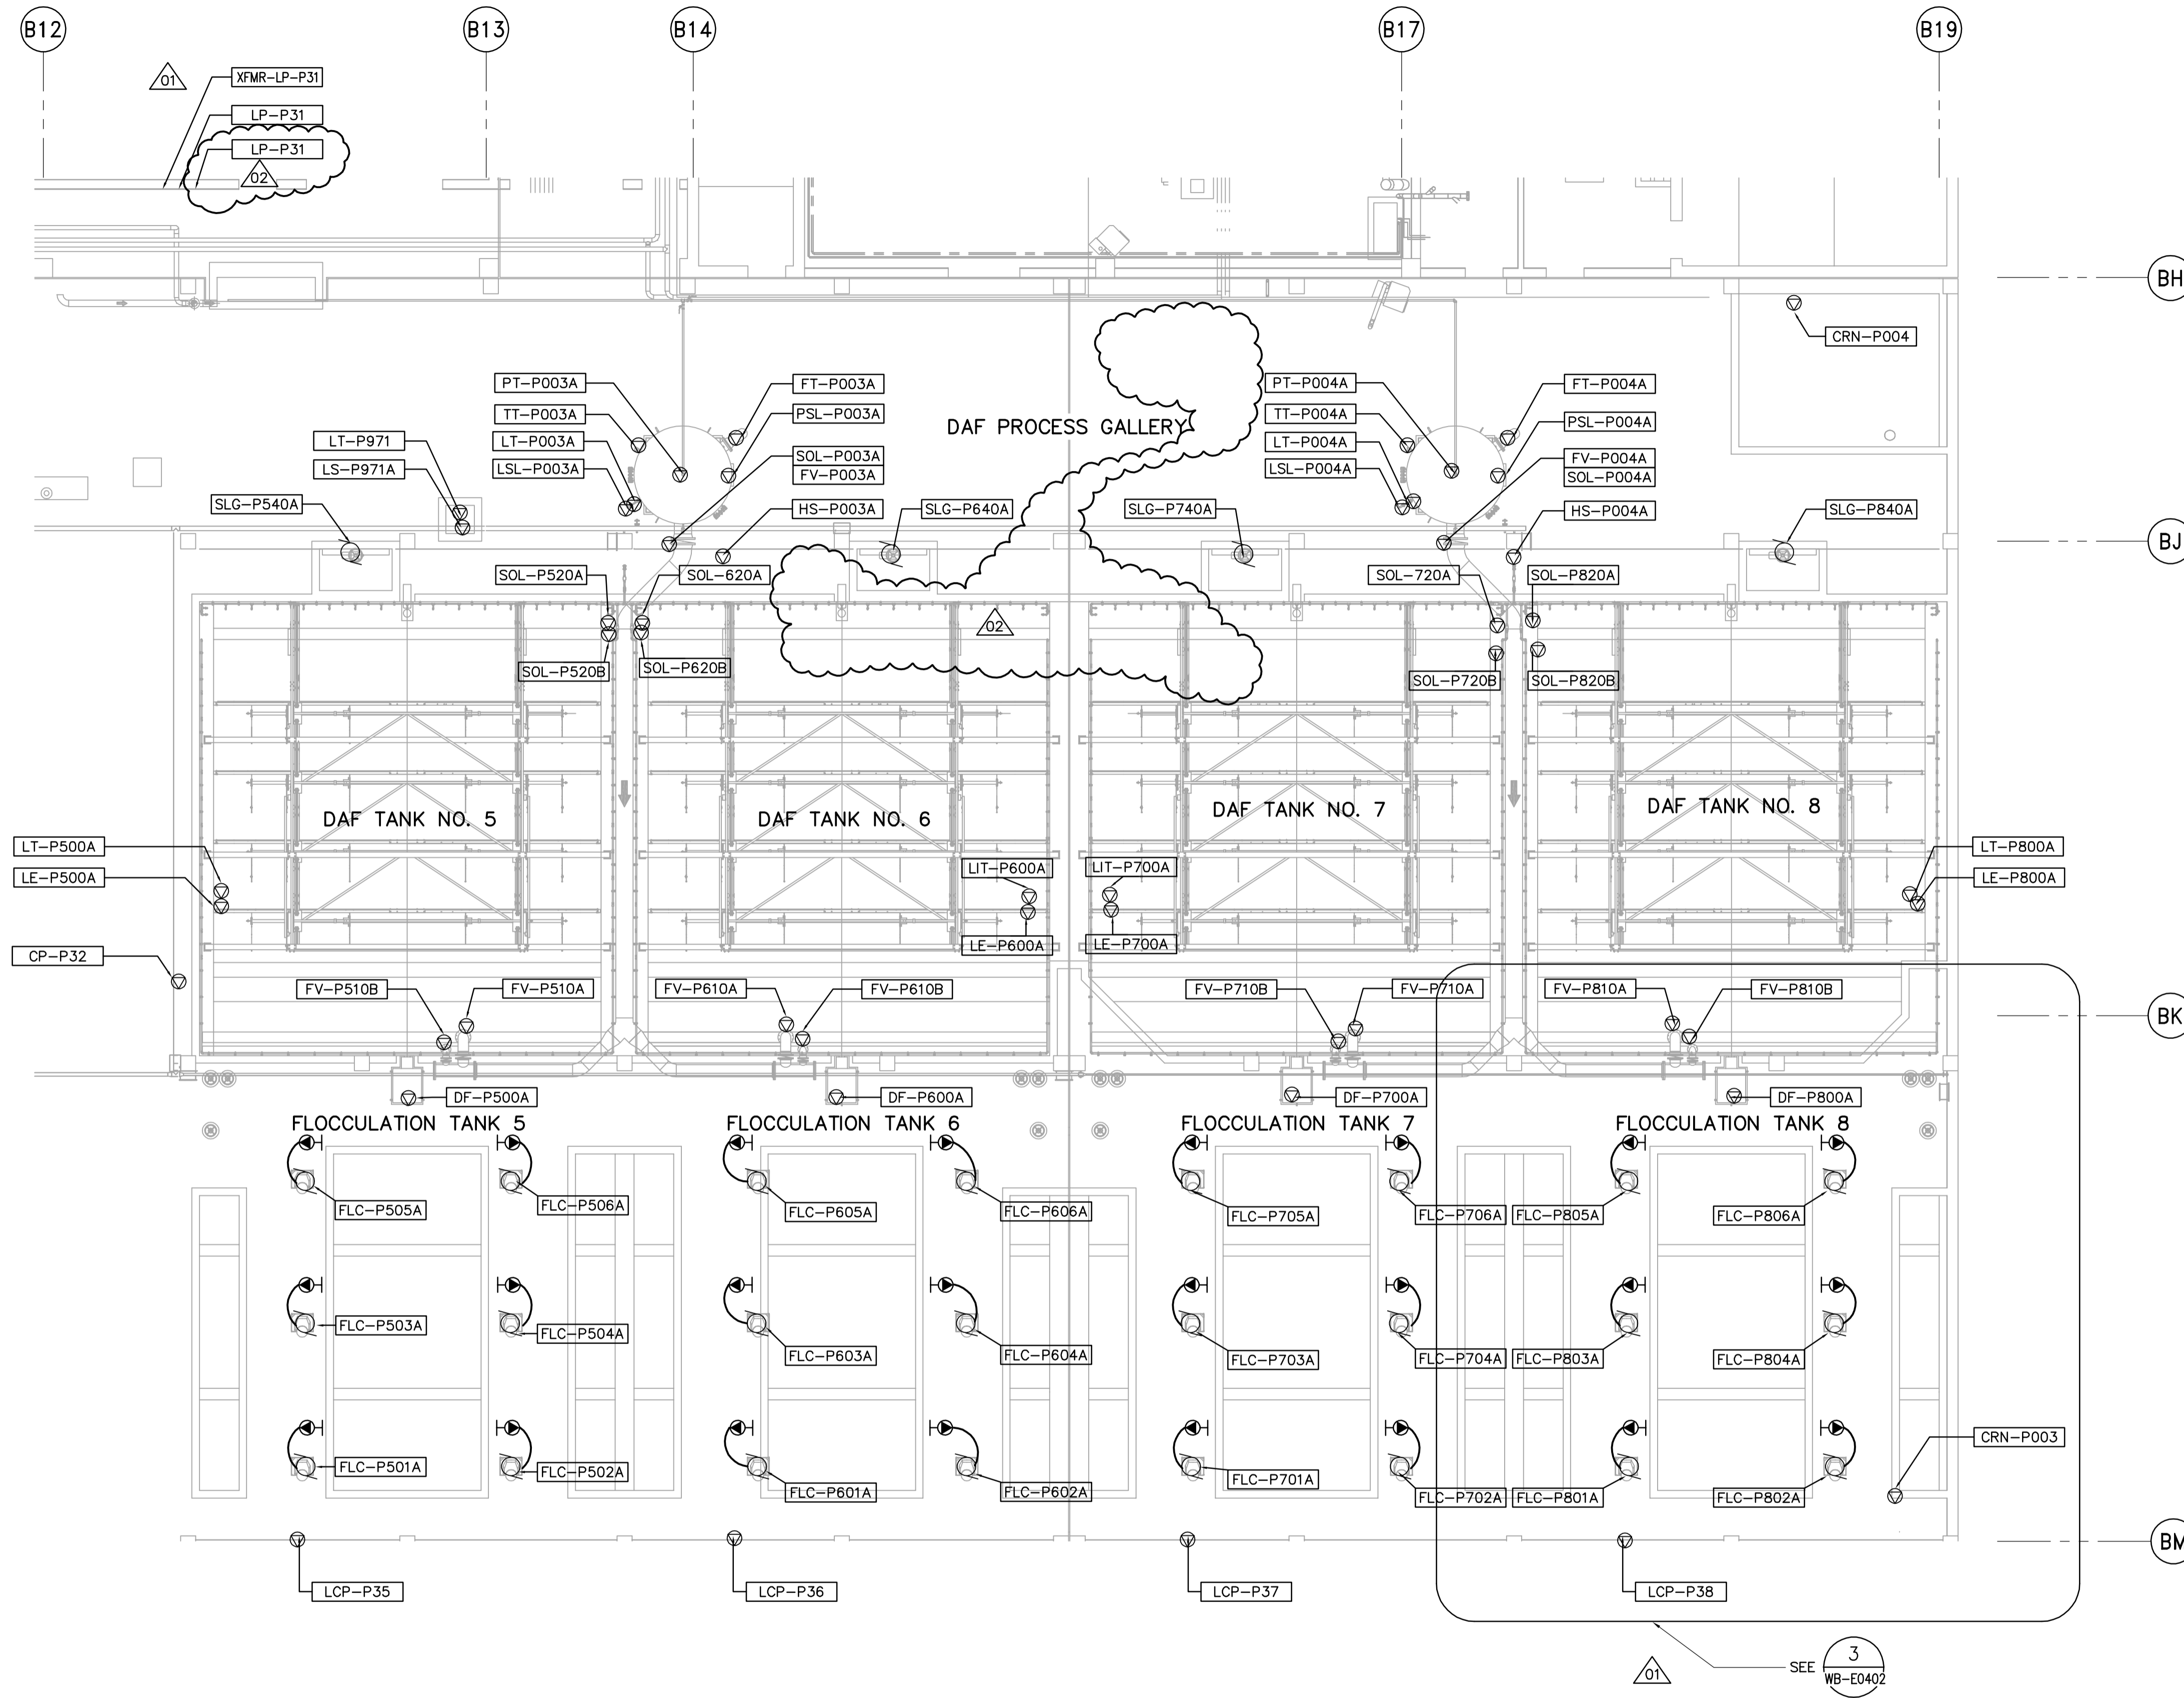 B12
B13
B14
B17
B19
01
XFMR-LP-P31
LP-P31
LP-P31
02
BH
CRN-P004
PT-P003A
FT-P003A
PT-P004A
FT-P004A
TT-P003A
PSL-P003A
TT-P004A
PSL-P004A
DAF PROCESS GALLERY
LT-P971
LT-P003A
SOL-P003A
LT-P004A
FV-P004A
LS-P971A
LSL-P003A
FV-P003A
LSL-P004A
SOL-P004A
SLG-P540A
HS-P003A
SLG-P640A
SLG-P740A
HS-P004A
SLG-P840A
BJ
SOL-P520A
SOL-620A
SOL-720A
SOL-P820A
02
SOL-P520B
SOL-P620B
SOL-P720B
SOL-P820B
DAF TANK NO. 5
DAF TANK NO. 6
DAF TANK NO. 7
DAF TANK NO. 8
LT-P500A
LIT-P600A
LIT-P700A
LT-P800A
LE-P500A
LE-P800A
LE-P600A
LE-P700A
CP-P32
FV-P510B
FV-P510A
FV-P610A
FV-P610B
FV-P710B
FV-P710A
FV-P810A
FV-P810B
BK
DF-P500A
DF-P600A
DF-P700A
DF-P800A
FLOCCULATION TANK 5
FLOCCULATION TANK 6
FLOCCULATION TANK 7
FLOCCULATION TANK 8
FLC-P505A
FLC-P506A
FLC-P605A
FLC-P606A
FLC-P705A
FLC-P706A
FLC-P805A
FLC-P806A
FLC-P503A
FLC-P504A
FLC-P603A
FLC-P604A
FLC-P703A
FLC-P704A
FLC-P803A
FLC-P804A
CRN-P003
FLC-P501A
FLC-P502A
FLC-P601A
FLC-P602A
FLC-P701A
FLC-P702A
FLC-P801A
FLC-P802A
BM
LCP-P35
LCP-P36
LCP-P37
LCP-P38
01
SEE
3
WB-E0402